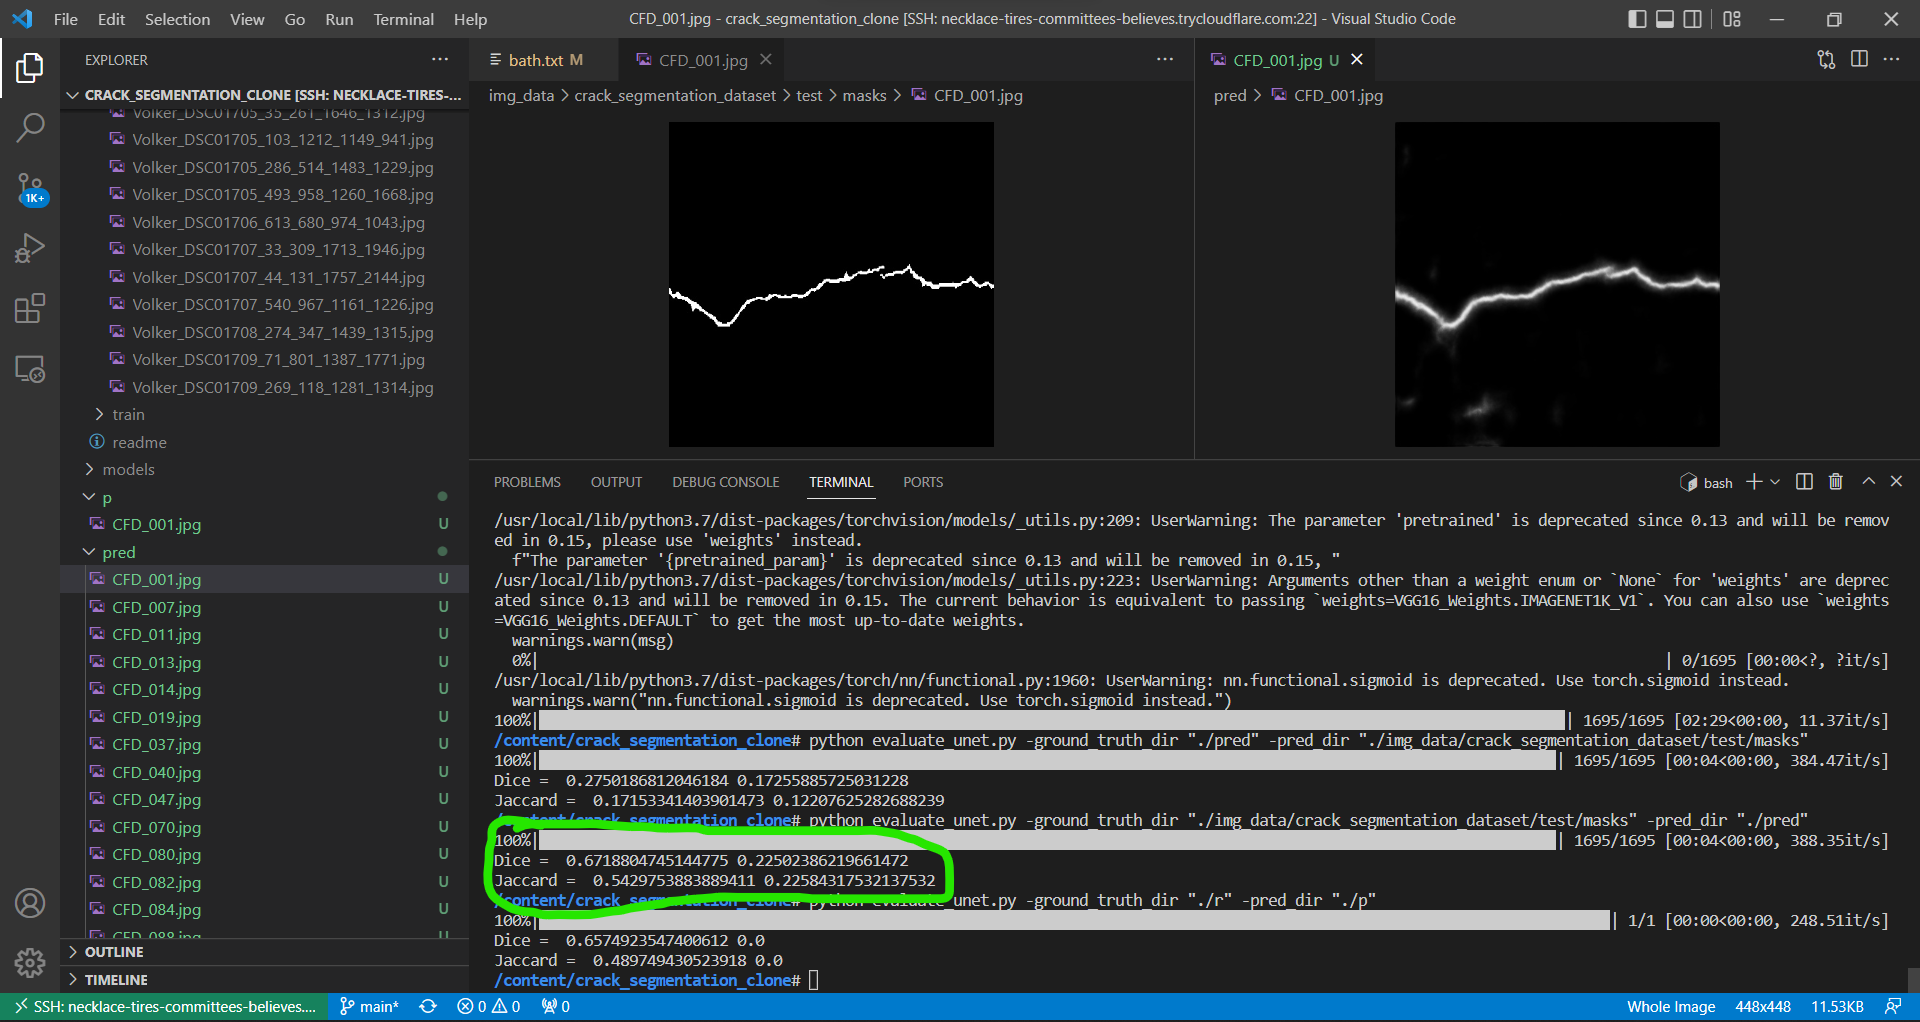 File Edit Selection View Go Run Terminal Help
CFD_001.jpg - crack_segmentation_clone [SSH: necklace-tires-committees-believes.trycloudflare.com:22] - Visual Studio Code
EXPLORER
CRACK_SEGMENTATION_CLONE [SSH: NECKLACE-TIRES-...
Volker_DSC01705_35_261_1646_1312.jpg
Volker_DSC01705_103_1212_1149_941.jpg
Volker_DSC01705_286_514_1483_1229.jpg
Volker_DSC01705_493_958_1260_1668.jpg
Volker_DSC01706_613_680_974_1043.jpg
Volker_DSC01707_33_309_1713_1946.jpg
Volker_DSC01707_44_131_1757_2144.jpg
Volker_DSC01707_540_967_1161_1226.jpg
Volker_DSC01708_274_347_1439_1315.jpg
Volker_DSC01709_71_801_1387_1771.jpg
Volker_DSC01709_269_118_1281_1314.jpg
train
readme
models
p
CFD_001.jpg U
pred
CFD_001.jpg U
CFD_007.jpg U
CFD_011.jpg U
CFD_013.jpg U
CFD_014.jpg U
CFD_019.jpg U
CFD_037.jpg U
CFD_040.jpg U
CFD_047.jpg U
CFD_070.jpg U
CFD_080.jpg U
CFD_082.jpg U
CFD_084.jpg U
CFD_088.jpg U
OUTLINE
TIMELINE
1K+
bath.txt M
CFD_001.jpg
img_data > crack_segmentation_dataset > test > masks > CFD_001.jpg
CFD_001.jpg U
pred > CFD_001.jpg
PROBLEMS OUTPUT DEBUG CONSOLE TERMINAL PORTS
bash
/usr/local/lib/python3.7/dist-packages/torchvision/models/_utils.py:209: UserWarning: The parameter 'pretrained' is deprecated since 0.13 and will be remov
ed in 0.15, please use 'weights' instead.
f"The parameter '{pretrained_param}' is deprecated since 0.13 and will be removed in 0.15, "
/usr/local/lib/python3.7/dist-packages/torchvision/models/_utils.py:223: UserWarning: Arguments other than a weight enum or `None` for 'weights' are deprec
ated since 0.13 and will be removed in 0.15. The current behavior is equivalent to passing `weights=VGG16_Weights.IMAGENET1K_V1`. You can also use `weights
=VGG16_Weights.DEFAULT` to get the most up-to-date weights.
warnings.warn(msg)
0%| | 0/1695 [00:00<?, ?it/s]
/usr/local/lib/python3.7/dist-packages/torch/nn/functional.py:1960: UserWarning: nn.functional.sigmoid is deprecated. Use torch.sigmoid instead.
warnings.warn("nn.functional.sigmoid is deprecated. Use torch.sigmoid instead.")
100%| | 1695/1695 [02:29<00:00, 11.37it/s]
/content/crack_segmentation_clone# python evaluate_unet.py -ground_truth_dir "./pred" -pred_dir "./img_data/crack_segmentation_dataset/test/masks"
100%| | 1695/1695 [00:04<00:00, 384.47it/s]
Dice = 0.2750186812046184 0.17255885725031228
Jaccard = 0.17153341403901473 0.12207625282688239
/content/crack_segmentation_clone# python evaluate_unet.py -ground_truth_dir "./img_data/crack_segmentation_dataset/test/masks" -pred_dir "./pred"
100%| | 1695/1695 [00:04<00:00, 388.35it/s]
Dice = 0.6718804745144775 0.22502386219661472
Jaccard = 0.5429753883889411 0.22584317532137532
/content/crack_segmentation_clone# python evaluate_unet.py -ground_truth_dir "./r" -pred_dir "./p"
100%| | 1/1 [00:00<00:00, 248.51it/s]
Dice = 0.6574923547400612 0.0
Jaccard = 0.489749430523918 0.0
/content/crack_segmentation_clone#
SSH: necklace-tires-committees-believes.... main* 0 0 0
Whole Image 448x448 11.53KB